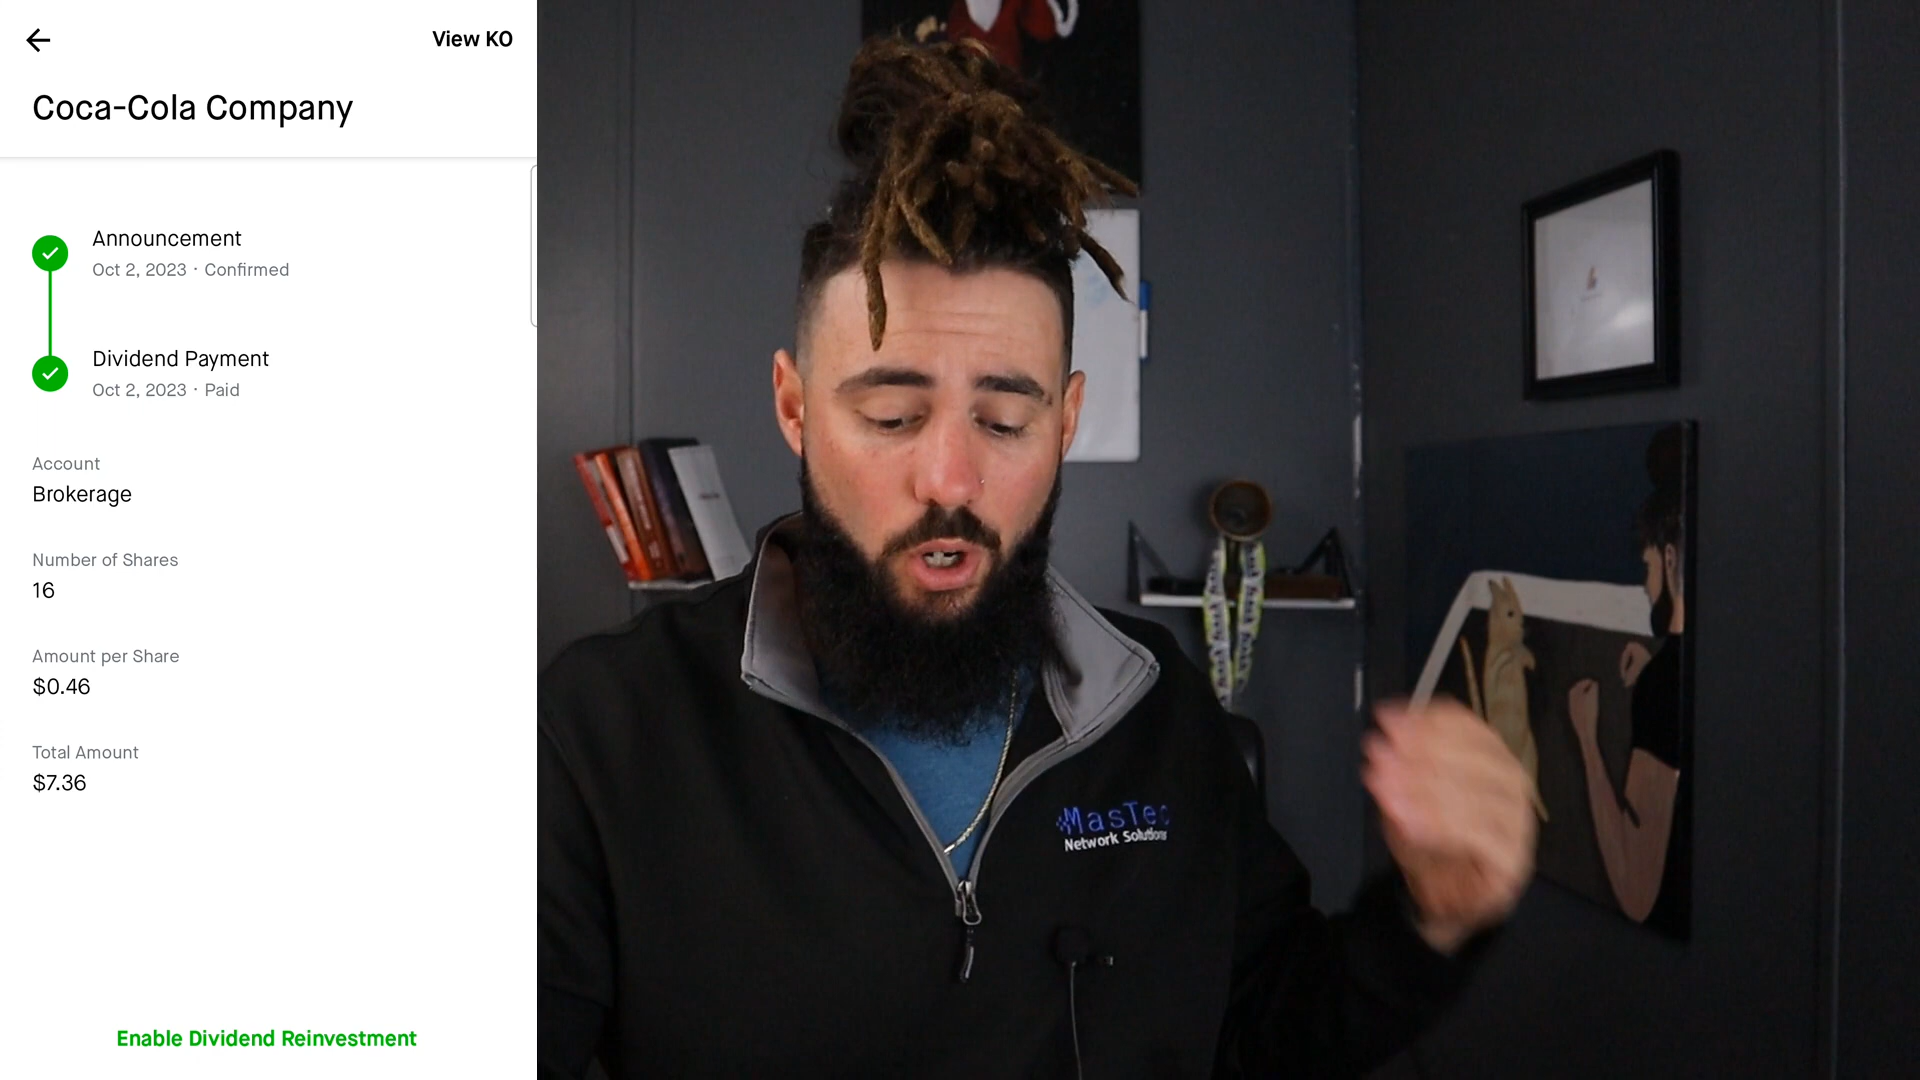 View KO
Coca-Cola Company
Announcement
Oct 2, 2023 · Confirmed
Dividend Payment
Oct 2, 2023 · Paid
Account
Brokerage
Number of Shares
16
Amount per Share
$0.46
Total Amount
$7.36
Enable Dividend Reinvestment
MasTec
Network Solutions